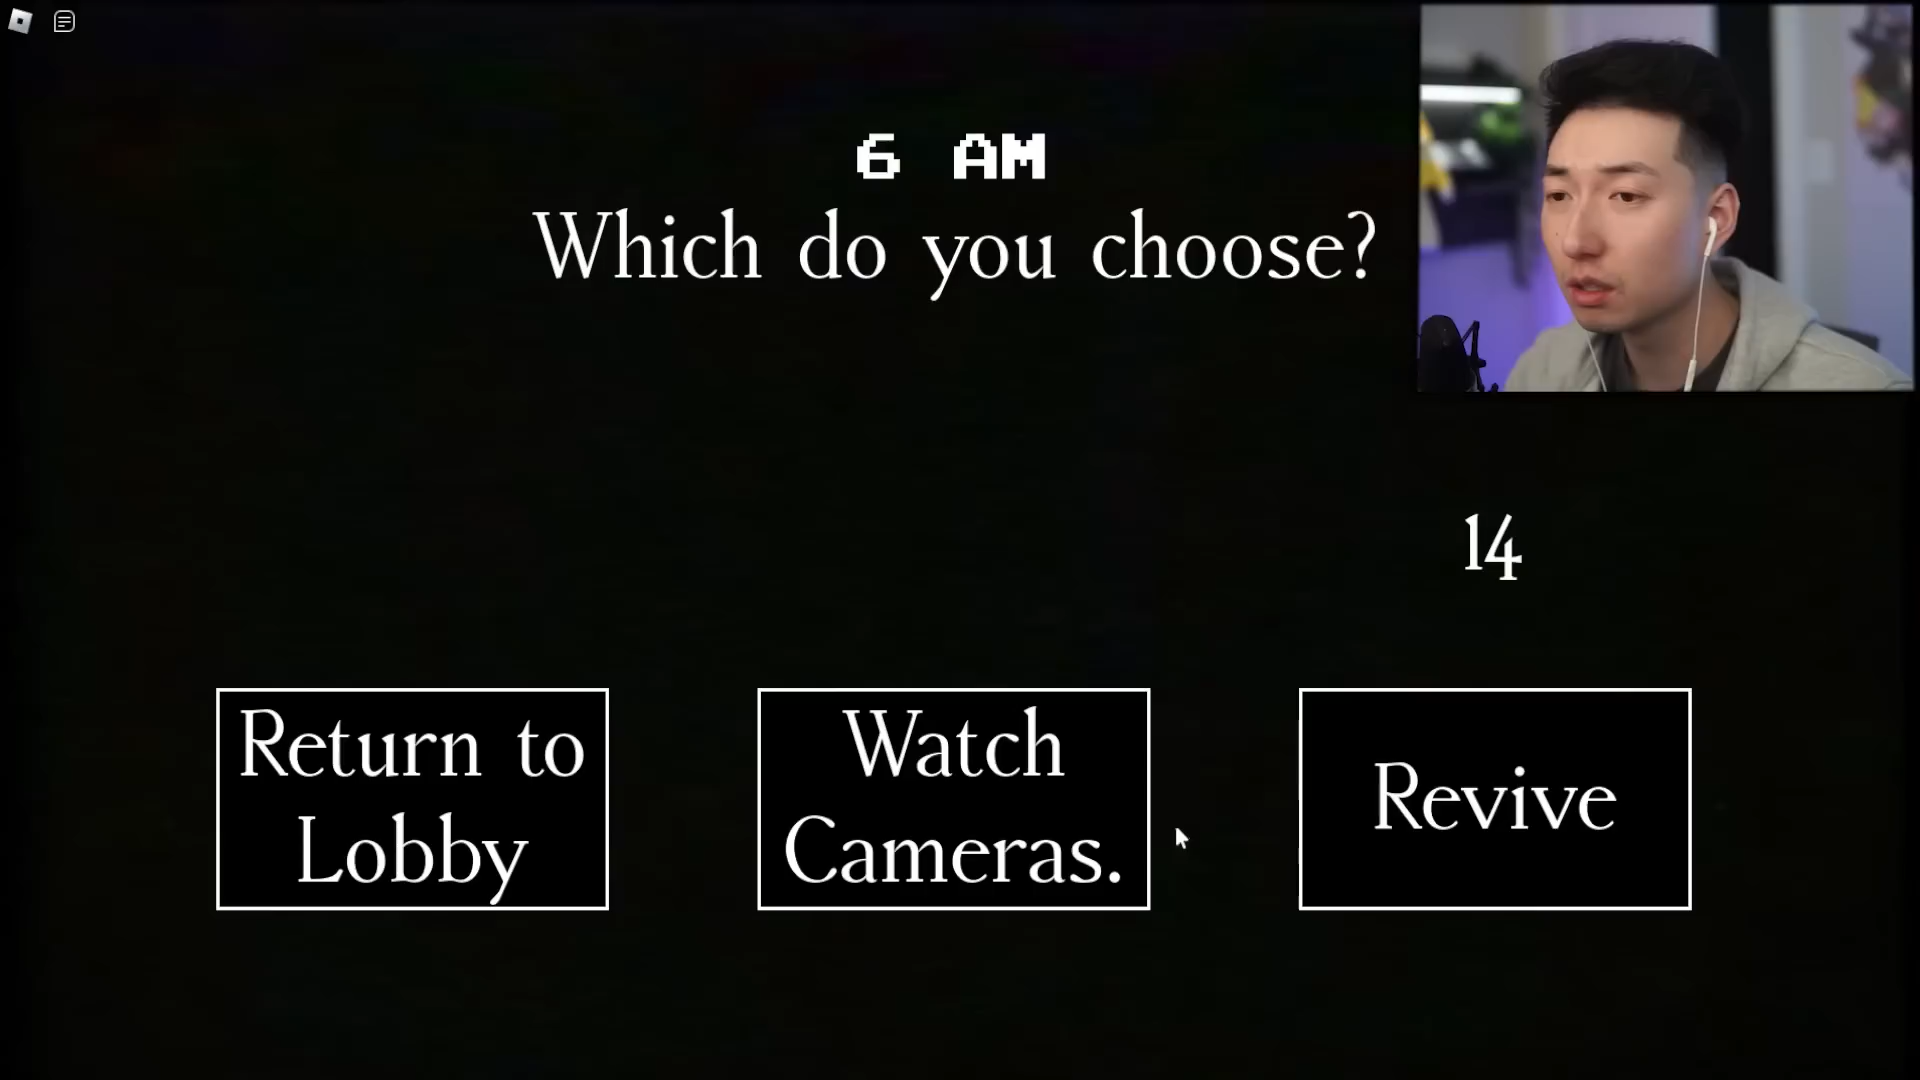 6 AM
Which do you choose?
14
Return to
Lobby
Watch
Cameras.
Revive